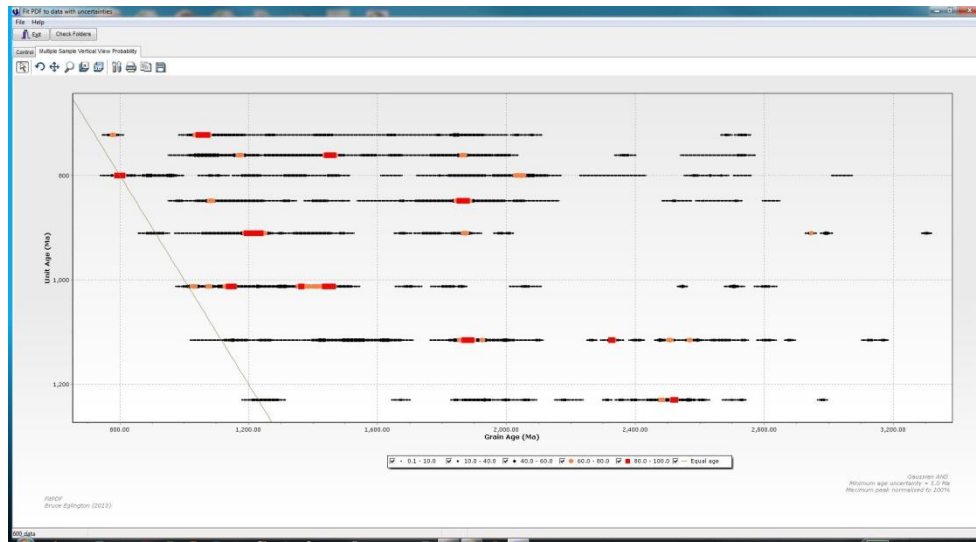 Fit PDF to data with uncertainties
File Help
Exit Check Folders
Control Multiple Sample Vertical View Probability
800
1,000
1,200
Unit Age (Ma)
800.00 1,200.00 1,600.00 2,000.00 2,400.00 2,800.00 3,200.00
Grain Age (Ma)
0.1 - 10.0 10.0 - 40.0 40.0 - 60.0 60.0 - 80.0 80.0 - 100.0 Equal age
Gaussian AND
Minimum age uncertainty = 5.0 Ma
Maximum peak normalised to 100%
FitPDF
Bruce Eglington (2019)
600 data